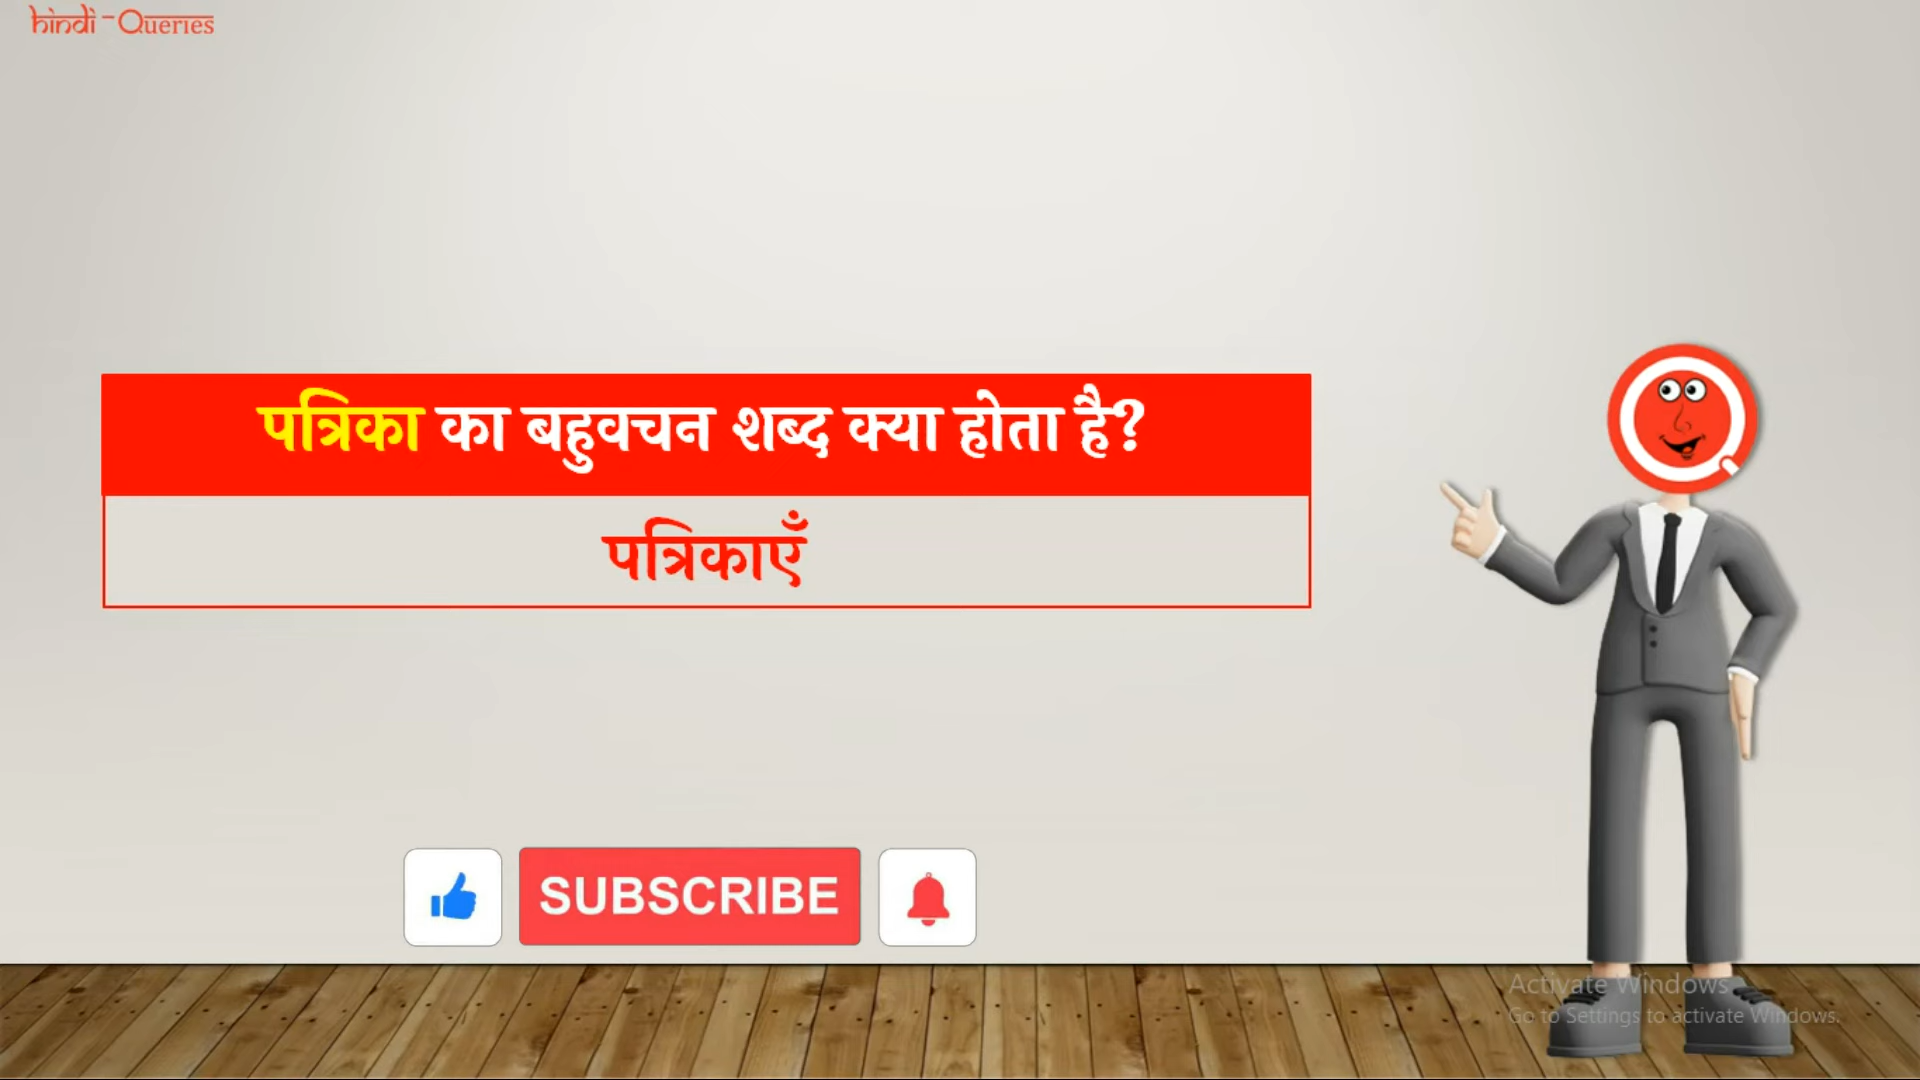 hindi-Queries
पत्रिका का बहुवचन शब्द क्या होता है?
पत्रिकाएँ
SUBSCRIBE
Activate Windows
Go to Settings to activate Windows.